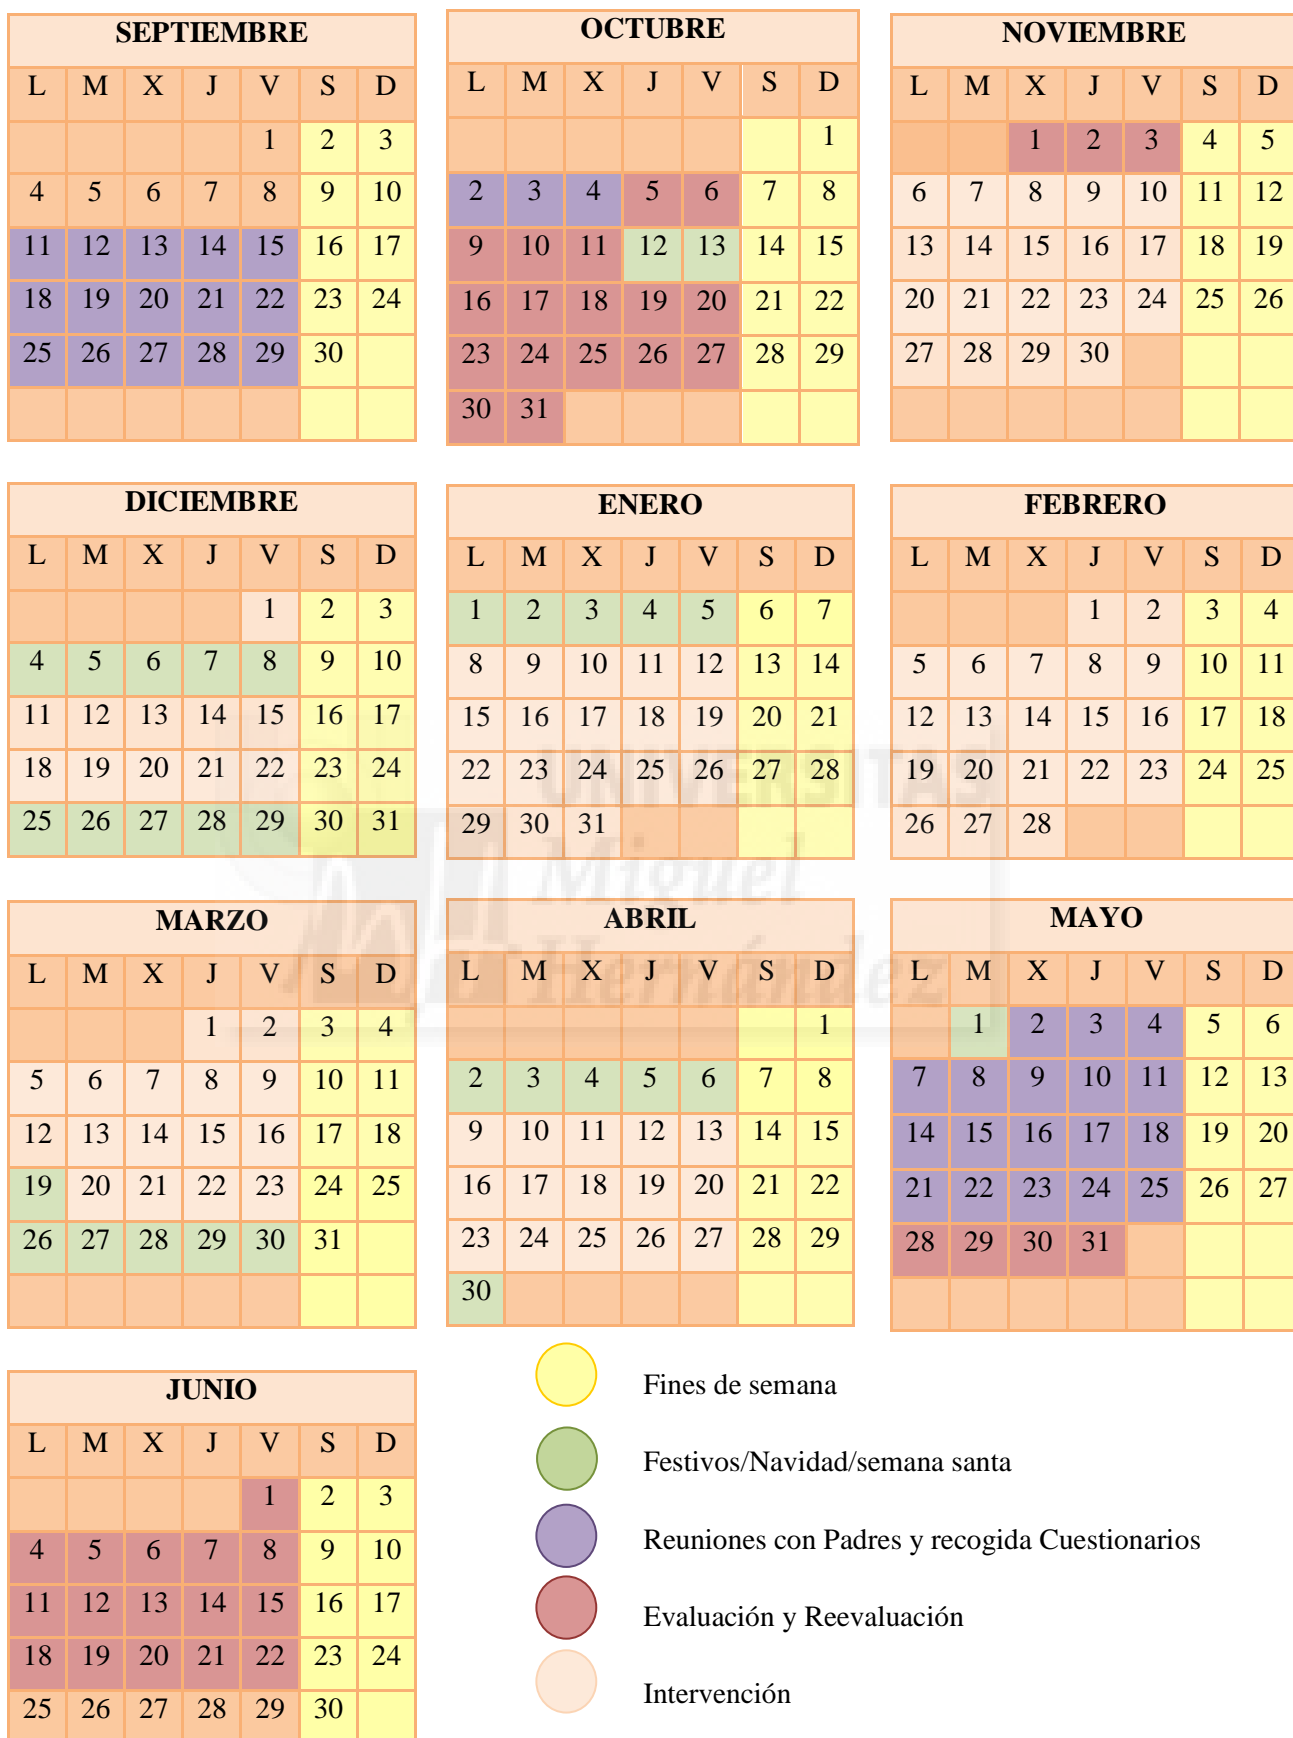 SEPTIEMBRE
L M X J V S D
1 2 3
4 5 6 7 8 9 10
11 12 13 14 15 16 17
18 19 20 21 22 23 24
25 26 27 28 29 30
OCTUBRE
L M X J V S D
1
2 3 4 5 6 7 8
9 10 11 12 13 14 15
16 17 18 19 20 21 22
23 24 25 26 27 28 29
30 31
NOVIEMBRE
L M X J V S D
1 2 3 4 5
6 7 8 9 10 11 12
13 14 15 16 17 18 19
20 21 22 23 24 25 26
27 28 29 30
DICIEMBRE
L M X J V S D
1 2 3
4 5 6 7 8 9 10
11 12 13 14 15 16 17
18 19 20 21 22 23 24
25 26 27 28 29 30 31
ENERO
L M X J V S D
1 2 3 4 5 6 7
8 9 10 11 12 13 14
15 16 17 18 19 20 21
22 23 24 25 26 27 28
29 30 31
FEBRERO
L M X J V S D
1 2 3 4
5 6 7 8 9 10 11
12 13 14 15 16 17 18
19 20 21 22 23 24 25
26 27 28
UNIVERSITAS
Miguel
Hernández
MARZO
L M X J V S D
1 2 3 4
5 6 7 8 9 10 11
12 13 14 15 16 17 18
19 20 21 22 23 24 25
26 27 28 29 30 31
ABRIL
L M X J V S D
1
2 3 4 5 6 7 8
9 10 11 12 13 14 15
16 17 18 19 20 21 22
23 24 25 26 27 28 29
30
MAYO
L M X J V S D
1 2 3 4 5 6
7 8 9 10 11 12 13
14 15 16 17 18 19 20
21 22 23 24 25 26 27
28 29 30 31
JUNIO
L M X J V S D
1 2 3
4 5 6 7 8 9 10
11 12 13 14 15 16 17
18 19 20 21 22 23 24
25 26 27 28 29 30
Fines de semana
Festivos/Navidad/semana santa
Reuniones con Padres y recogida Cuestionarios
Evaluación y Reevaluación
Intervención